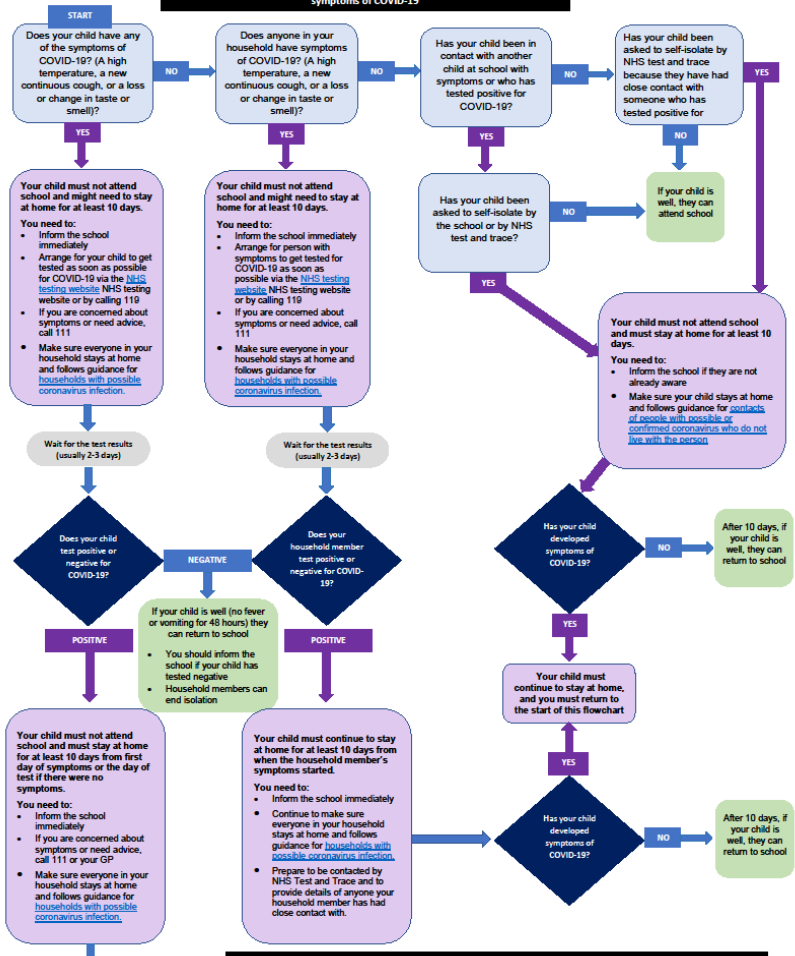 symptoms of COVID-19
START
Does your child have any
of the symptoms of
COVID-19? (A high
temperature, a new
continuous cough, or a loss
or change in taste or
smell)?
NO
Does anyone in your
household have symptoms
of COVID-19? (A high
temperature, a new
continuous cough, or a loss
or change in taste or
smell)?
NO
Has your child been in
contact with another
child at school with
symptoms or who has
tested positive for
COVID-19?
NO
Has your child been
asked to self-isolate by
NHS test and trace
because they have had
close contact with
someone who has
tested positive for
YES
YES
YES
YES
NO
Your child must not attend
school and might need to stay
at home for at least 10 days.
You need to:
• Inform the school
immediately
• Arrange for your child to get
tested as soon as possible
for COVID-19 via the NHS
testing website NHS testing
website or by calling 119
• If you are concerned about
symptoms or need advice,
call 111
• Make sure everyone in your
household stays at home
and follows guidance for
households with possible
coronavirus infection.
Your child must not attend
school and might need to stay
at home for at least 10 days.
You need to:
• Inform the school immediately
• Arrange for person with
symptoms to get tested for
COVID-19 as soon as
possible via the NHS testing
website NHS testing website
or by calling 119
• If you are concerned about
symptoms or need advice, call
111
• Make sure everyone in your
household stays at home and
follows guidance for
households with possible
coronavirus infection.
Has your child been
asked to self-isolate by
the school or by NHS
test and trace?
NO
If your child is
well, they can
attend school
YES
Your child must not attend school
and must stay at home for at least 10
days.
You need to:
• Inform the school if they are not
already aware
• Make sure your child stays at home
and follows guidance for contacts
of people with possible or
confirmed coronavirus who do not
live with the person
Wait for the test results
(usually 2-3 days)
Wait for the test results
(usually 2-3 days)
Does your child
test positive or
negative for
COVID-19?
NEGATIVE
Does your
household member
test positive or
negative for COVID-
19?
Has your child
developed
symptoms of
COVID-19?
NO
After 10 days, if
your child is
well, they can
return to school
If your child is well (no fever
or vomiting for 48 hours) they
can return to school
• You should inform the
school if your child has
tested negative
• Household members can
end isolation
POSITIVE
POSITIVE
YES
Your child must
continue to stay at home,
and you must return to
the start of this flowchart
YES
Your child must not attend
school and must stay at home
for at least 10 days from first
day of symptoms or the day of
test if there were no
symptoms.
You need to:
• Inform the school
immediately
• If you are concerned about
symptoms or need advice,
call 111 or your GP
• Make sure everyone in your
household stays at home
and follows guidance for
households with possible
coronavirus infection.
Your child must continue to stay
at home for at least 10 days from
when the household member's
symptoms started.
You need to:
• Inform the school immediately
• Continue to make sure
everyone in your household
stays at home and follows
guidance for households with
possible coronavirus infection.
• Prepare to be contacted by
NHS Test and Trace and to
provide details of anyone your
household member has had
close contact with.
Has your child
developed
symptoms of
COVID-19?
NO
After 10 days, if
your child is
well, they can
return to school